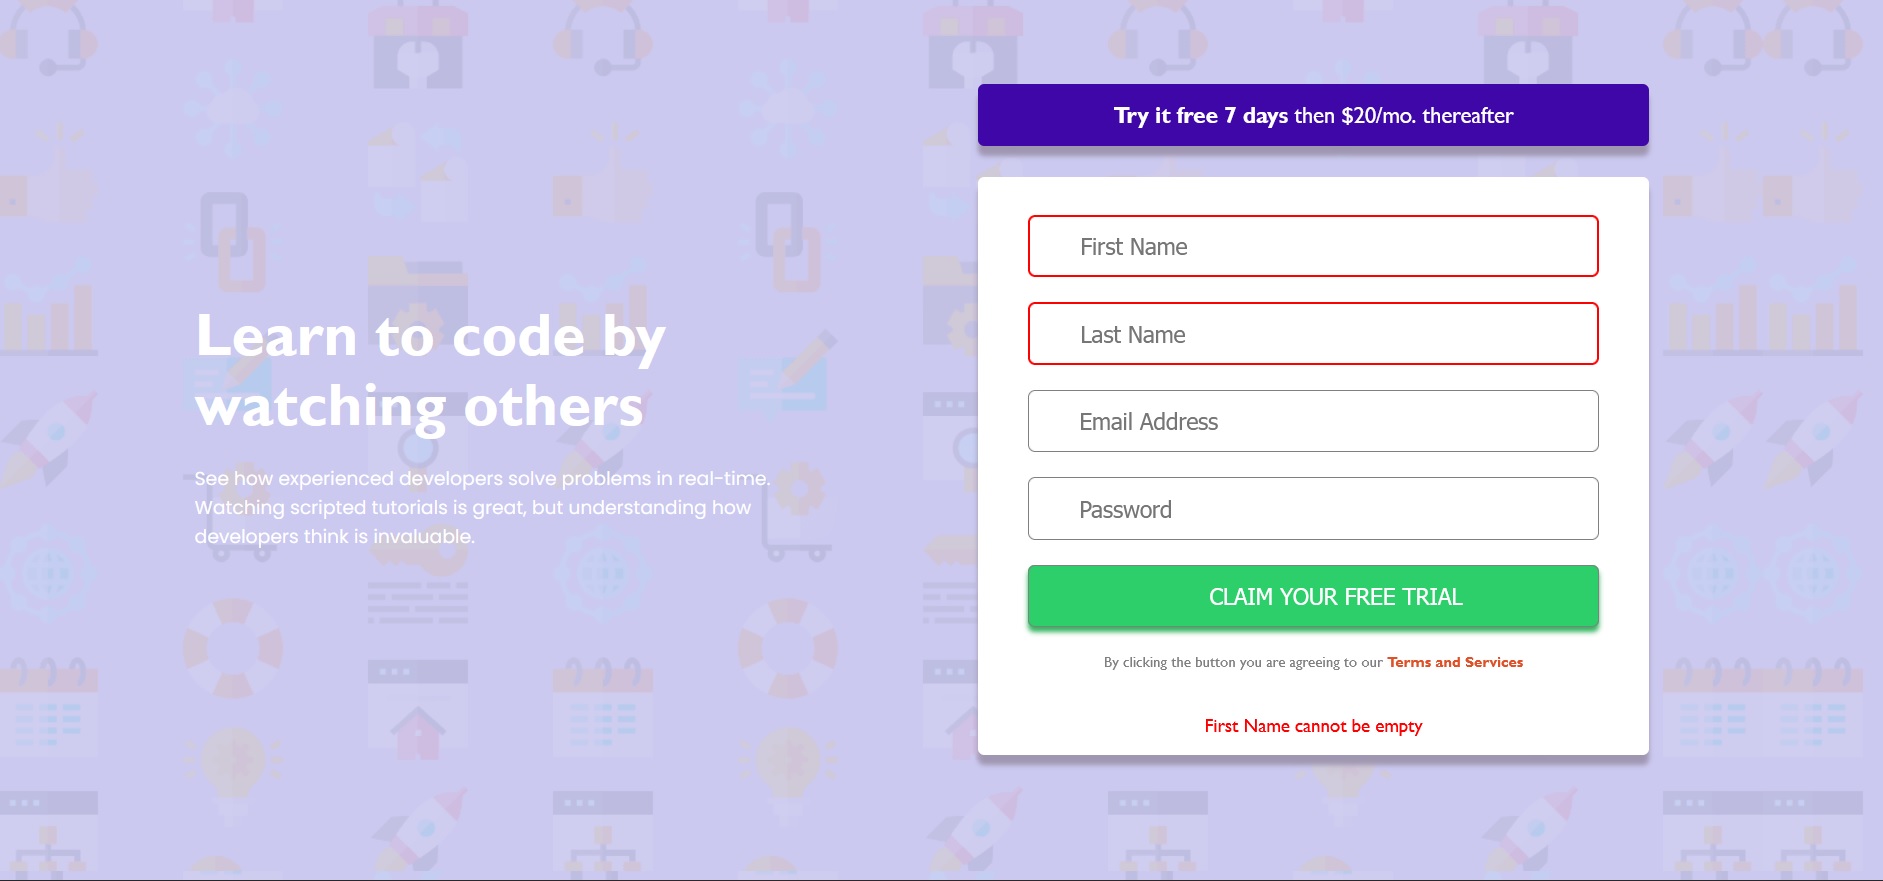 Learn to code by
watching others
See how experienced developers solve problems in real-time.
Watching scripted tutorials is great, but understanding how
developers think is invaluable.
Try it free 7 days then $20/mo. thereafter
First Name
Last Name
Email Address
Password
CLAIM YOUR FREE TRIAL
By clicking the button you are agreeing to our Terms and Services
First Name cannot be empty